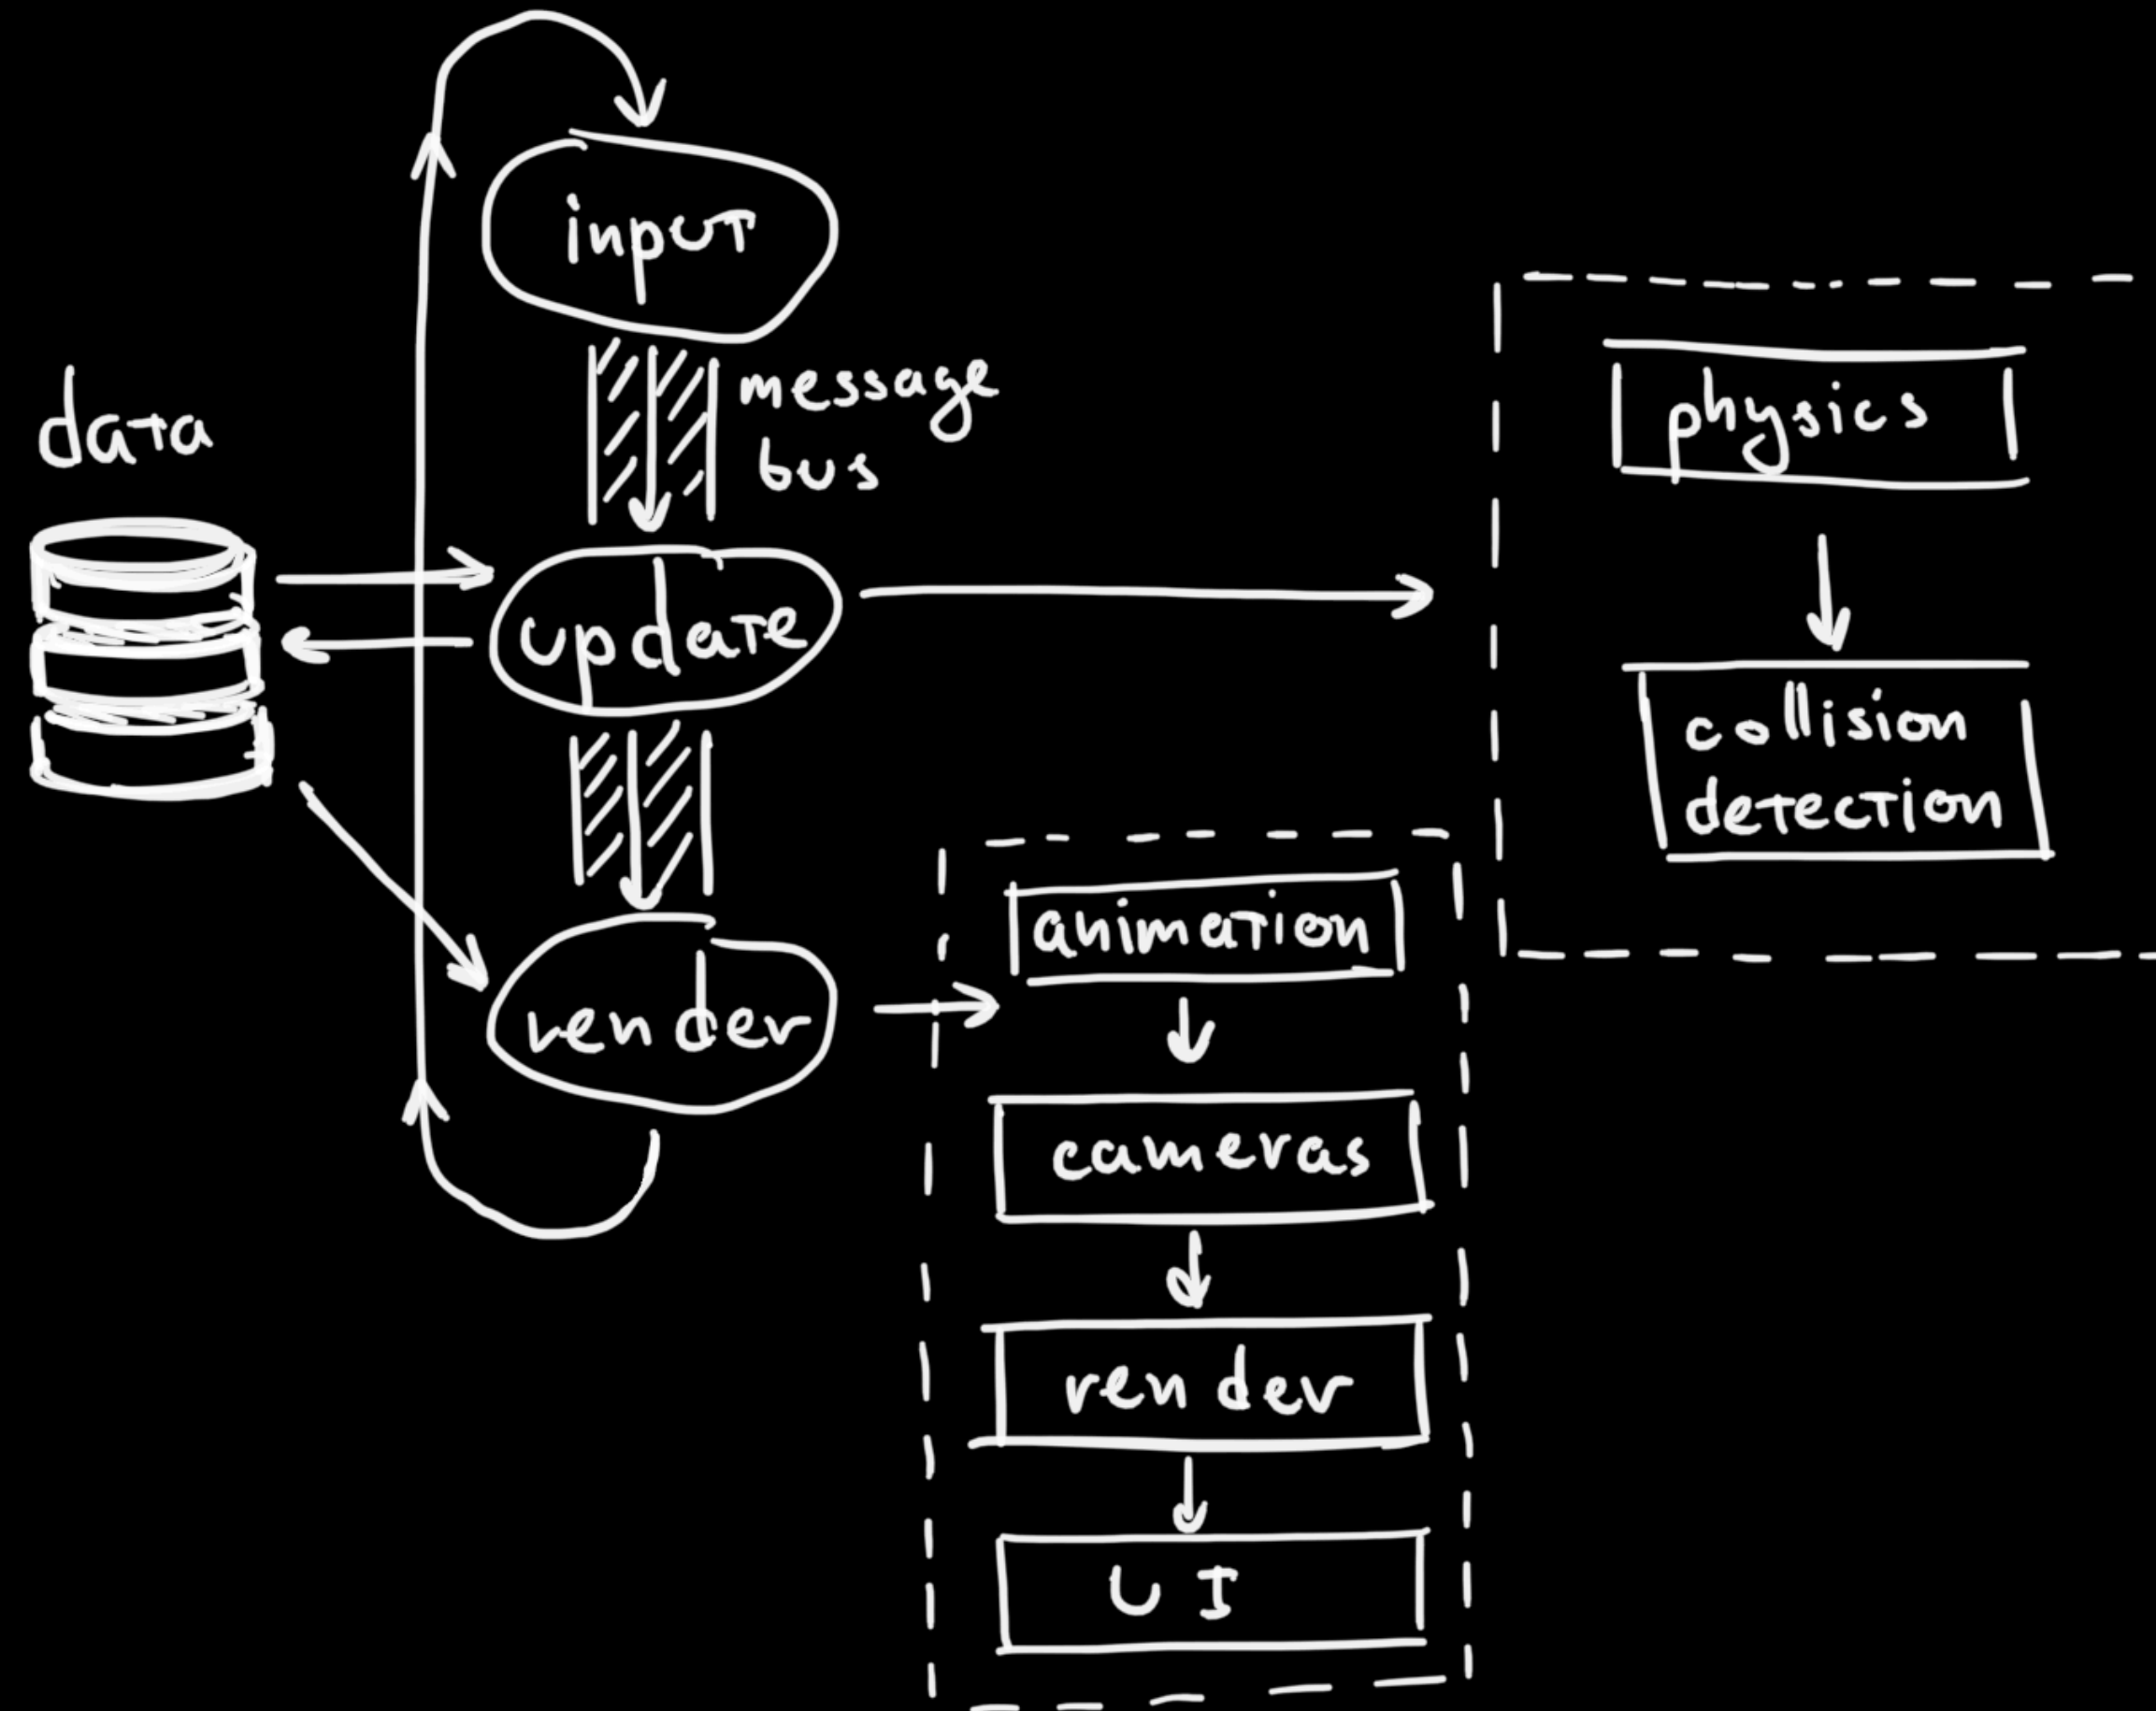 input
message
bus
data
update
render
physics
collision
detection
animation
cameras
render
UI